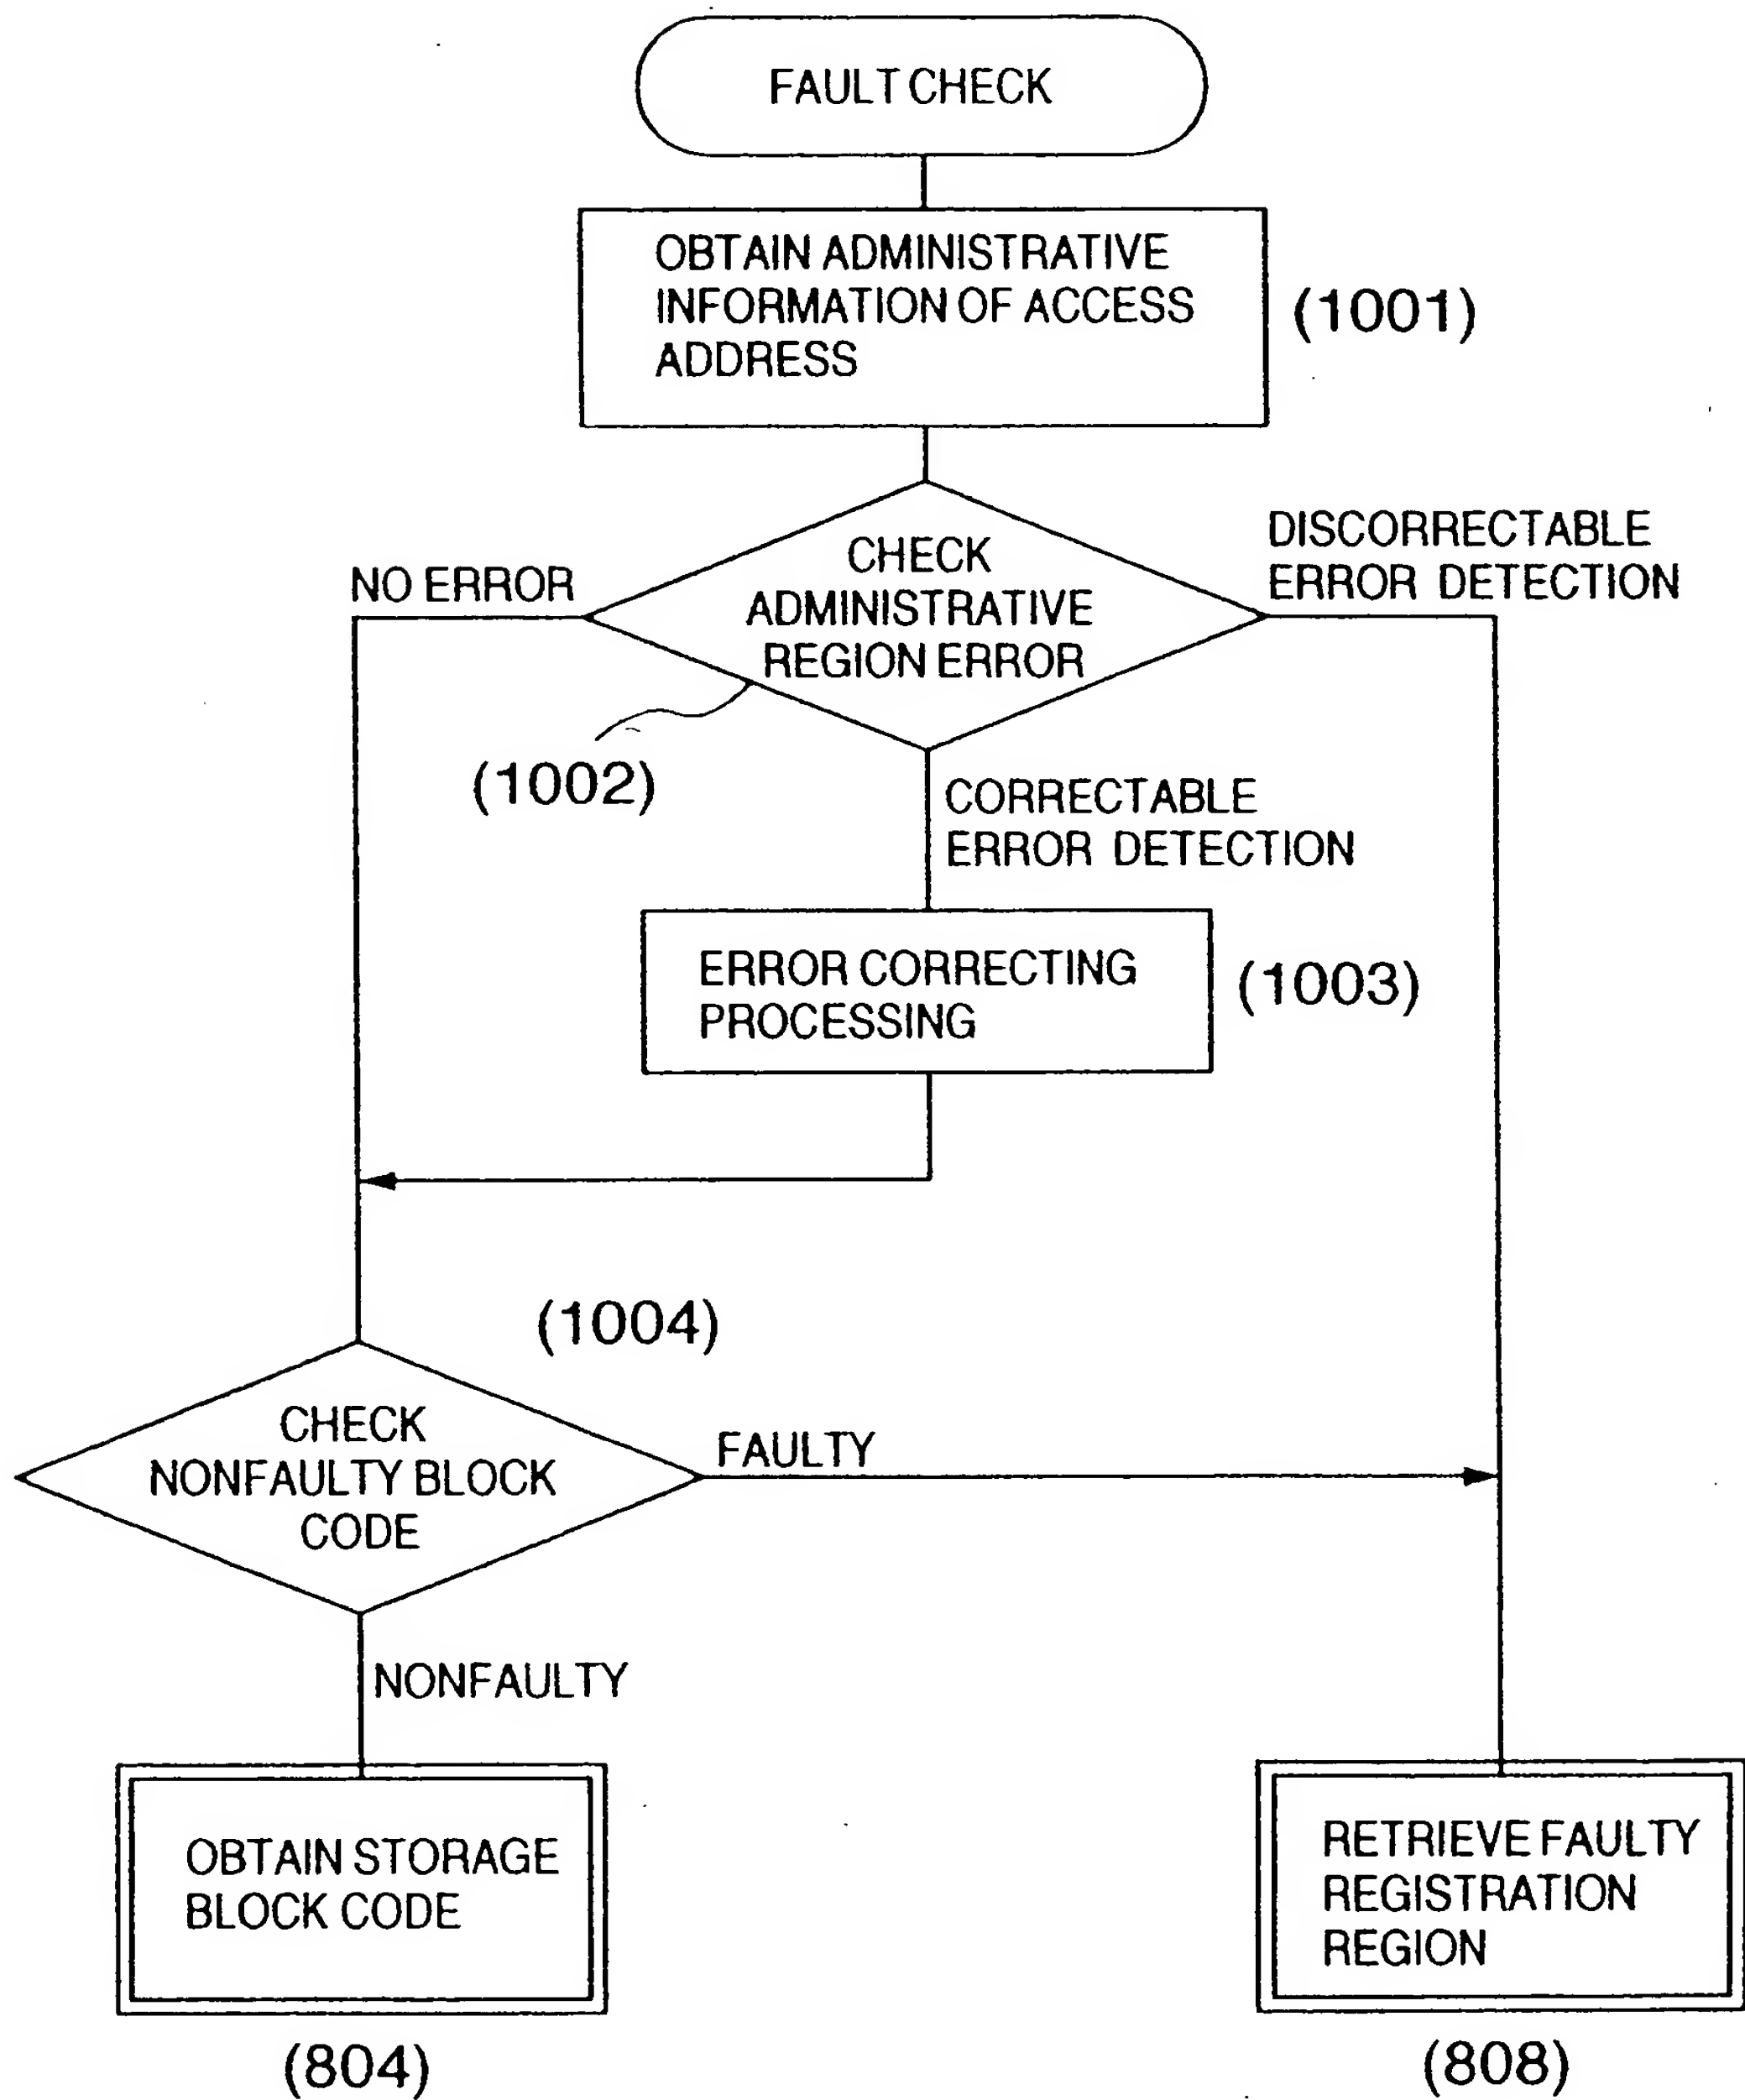 FAULT CHECK
OBTAIN ADMINISTRATIVE
INFORMATION OF ACCESS
ADDRESS
(1001)
CHECK
ADMINISTRATIVE
REGION ERROR
NO ERROR
DISCORRECTABLE
ERROR DETECTION
(1002)
CORRECTABLE
ERROR DETECTION
ERROR CORRECTING
PROCESSING
(1003)
(1004)
CHECK
NONFAULTY BLOCK
CODE
FAULTY
NONFAULTY
OBTAIN STORAGE
BLOCK CODE
(804)
RETRIEVE FAULTY
REGISTRATION
REGION
(808)